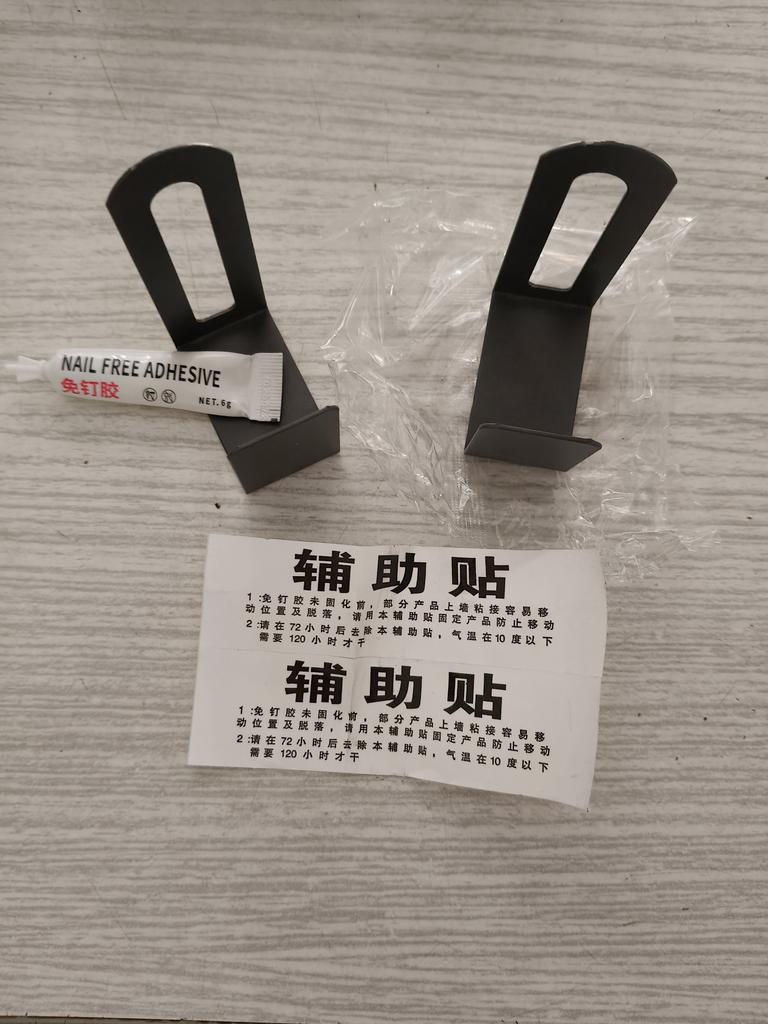 NAIL FREE ADHESIVE
免钉胶
NET.6g
辅助贴
1:免钉胶未固化前，部分产品上墙粘接容易移
动位置及脱落，请用本辅助贴固定产品防止移动
2:请在72小时后去除本辅助贴，气温在10度以下
需要120小时才干
辅助贴
1:免钉胶未固化前，部分产品上墙粘接容易移
动位置及脱落，请用本辅助贴固定产品防止移动
2:请在72小时后去除本辅助贴，气温在10度以下
需要120小时才干